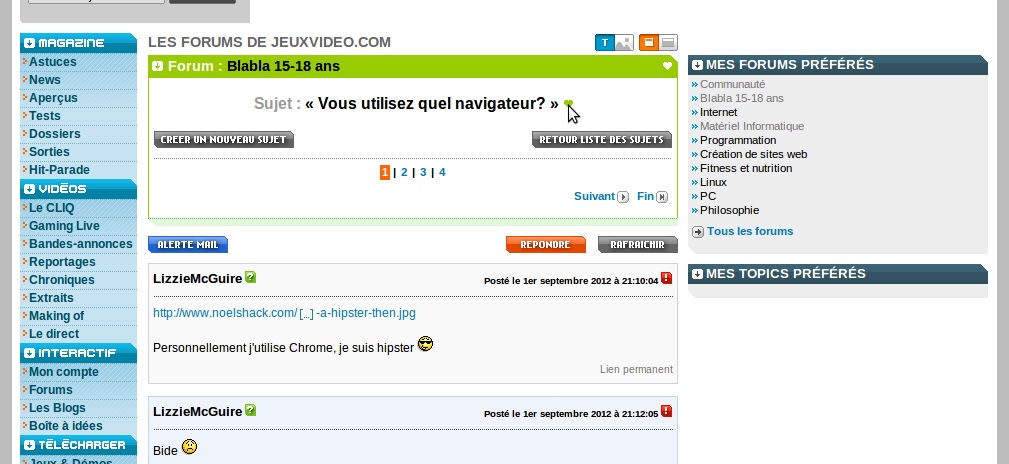 MAGAZINE
Astuces
News
Aperçus
Tests
Dossiers
Sorties
Hit-Parade
VIDÉOS
Le CLIQ
Gaming Live
Bandes-annonces
Reportages
Chroniques
Extraits
Making of
Le direct
INTERACTIF
Mon compte
Forums
Les Blogs
Boîte à idées
TÉLÉCHARGER
Jeux & Démos
LES FORUMS DE JEUXVIDEO.COM
T
Forum : Blabla 15-18 ans
Sujet : « Vous utilisez quel navigateur? »
CREER UN NOUVEAU SUJET
RETOUR LISTE DES SUJETS
1 | 2 | 3 | 4
Suivant Fin
ALERTE MAIL
REPONDRE
RAFRAICHIR
LizzieMcGuire ?
Posté le 1er septembre 2012 à 21:10:04 !
http://www.noelshack.com/[...]-a-hipster-then.jpg
Personnellement j'utilise Chrome, je suis hipster
Lien permanent
LizzieMcGuire ?
Posté le 1er septembre 2012 à 21:12:05 !
Bide
MES FORUMS PRÉFÉRÉS
Communauté
Blabla 15-18 ans
Internet
Matériel Informatique
Programmation
Création de sites web
Fitness et nutrition
Linux
PC
Philosophie
Tous les forums
MES TOPICS PRÉFÉRÉS